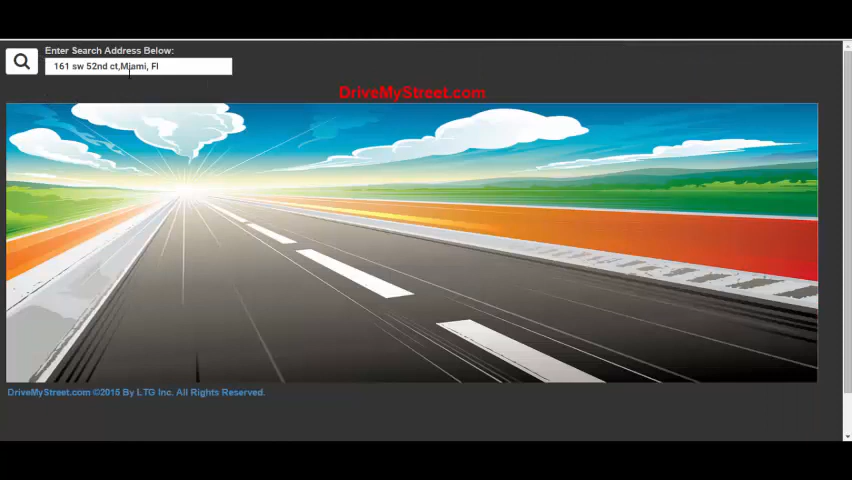 Enter Search Address Below:
161 sw 52nd ct,Miami, Fl
DriveMyStreet.com
DriveMyStreet.com ©2015 By LTG Inc. All Rights Reserved.